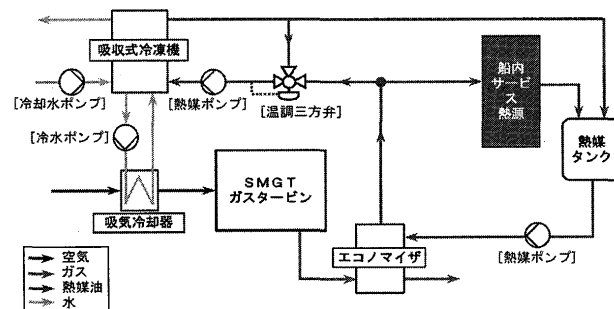 吸収式冷凍機
[冷却水ポンプ]
[熱媒ポンプ]
[温調三方弁]
船内
サービス
熱源
熱媒
タンク
[冷水ポンプ]
SMGT
ガスタービン
吸気冷却器
エコノマイザ
[熱媒ポンプ]
空気
ガス
熱媒油
水